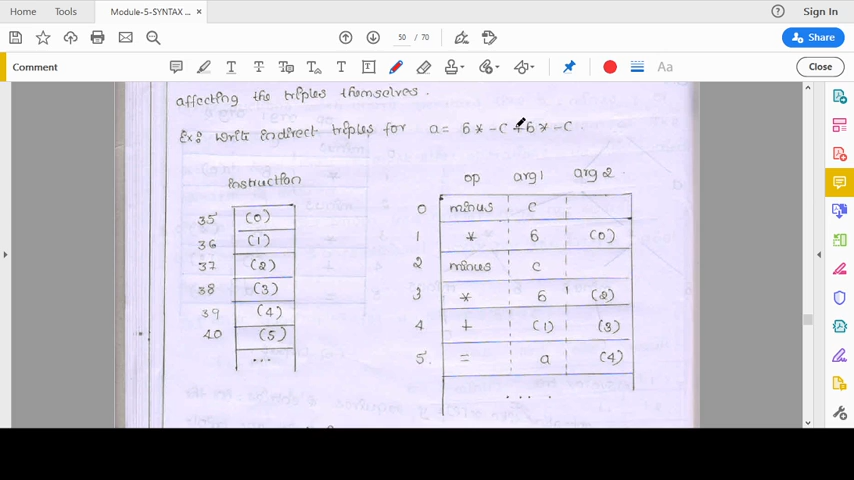 Home Tools Module-5-SYNTAX ... × Sign In
50 / 70 Share
Comment Aa Close
affecting the triples themselves.
Ex: Write indirect triples for a = b * - c + b * - c.
instruction op arg1 arg2
35 (0) 0 minus c
36 (1) 1 * b (0)
37 (2) 2 minus c
38 (3) 3 * b (2)
39 (4) 4 + (1) (3)
40 (5) 5. = a (4)
...
....